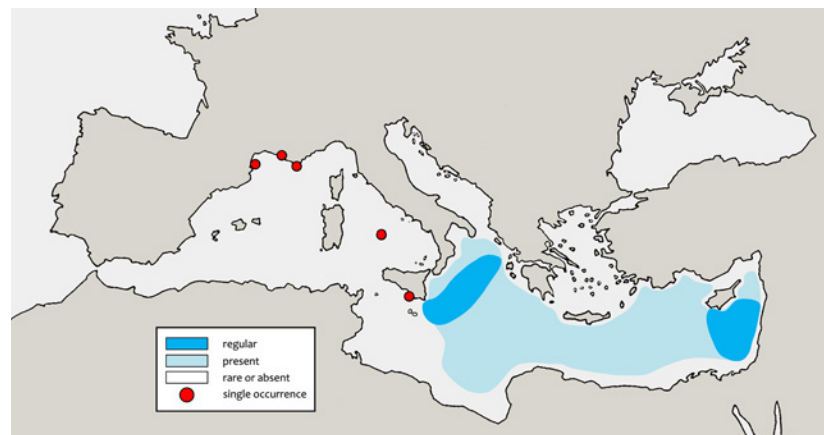 regular
present
rare or absent
single occurrence